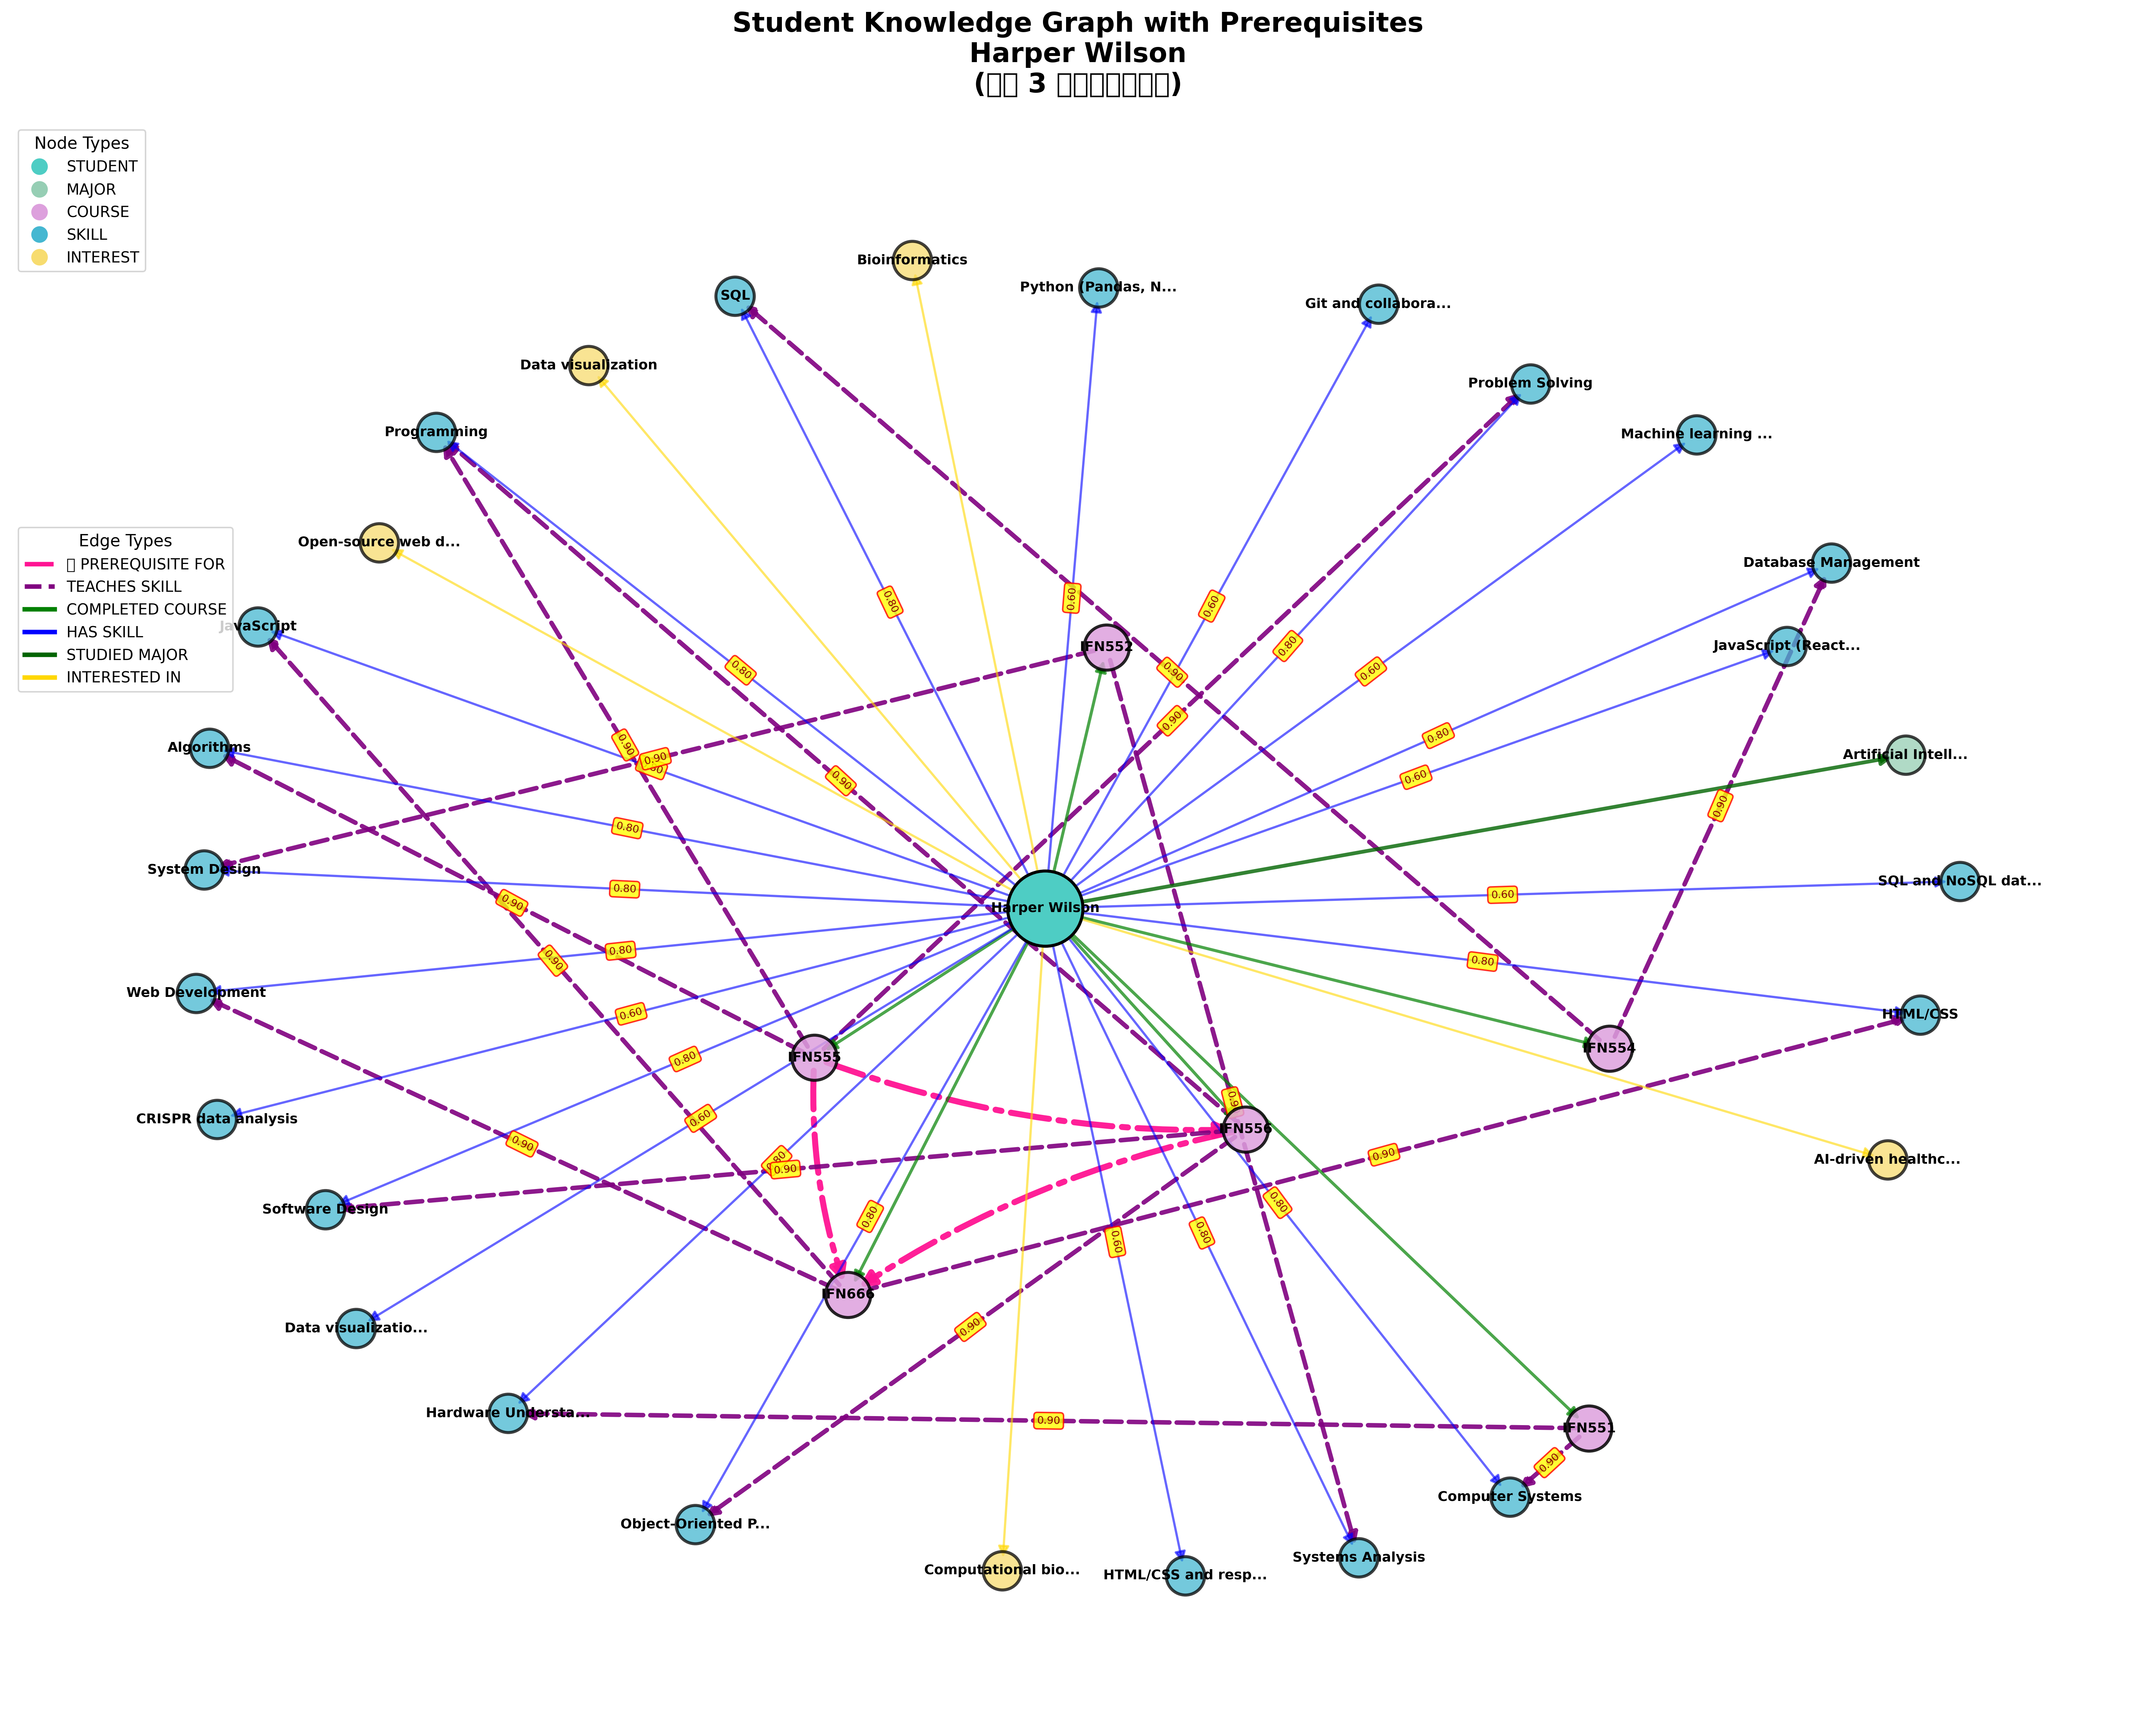 Student Knowledge Graph with Prerequisites
Harper Wilson
(□□ 3 □□□□□□□)
Node Types
STUDENT
MAJOR
COURSE
SKILL
INTEREST
Edge Types
□ PREREQUISITE FOR
TEACHES SKILL
COMPLETED COURSE
HAS SKILL
STUDIED MAJOR
INTERESTED IN
Bioinformatics
Python (Pandas, N...
SQL
Git and collabora...
Data visualization
Problem Solving
Programming
Machine learning ...
Open-source web d...
Database Management
0.80
0.60
0.60
JavaScript
IFN552
0.80
JavaScript (React...
0.80
0.90
0.60
0.90
0.80
Algorithms
0.90
0.90
Artificial Intell...
0.60
0.90
0.90
0.80
System Design
0.80
SQL and NoSQL dat...
0.60
0.90
Harper Wilson
0.80
0.90
0.80
Web Development
HTML/CSS
0.60
IFN555
IFN554
0.80
CRISPR data analysis
0.60
IFN556
0.90
0.90
AI-driven healthc...
0.80
0.90
Software Design
0.80
0.80
0.80
0.60
IFN666
Data visualizatio...
0.90
Hardware Understa...
0.90
IFN551
0.90
Computer Systems
Object-Oriented P...
Systems Analysis
Computational bio...
HTML/CSS and resp...